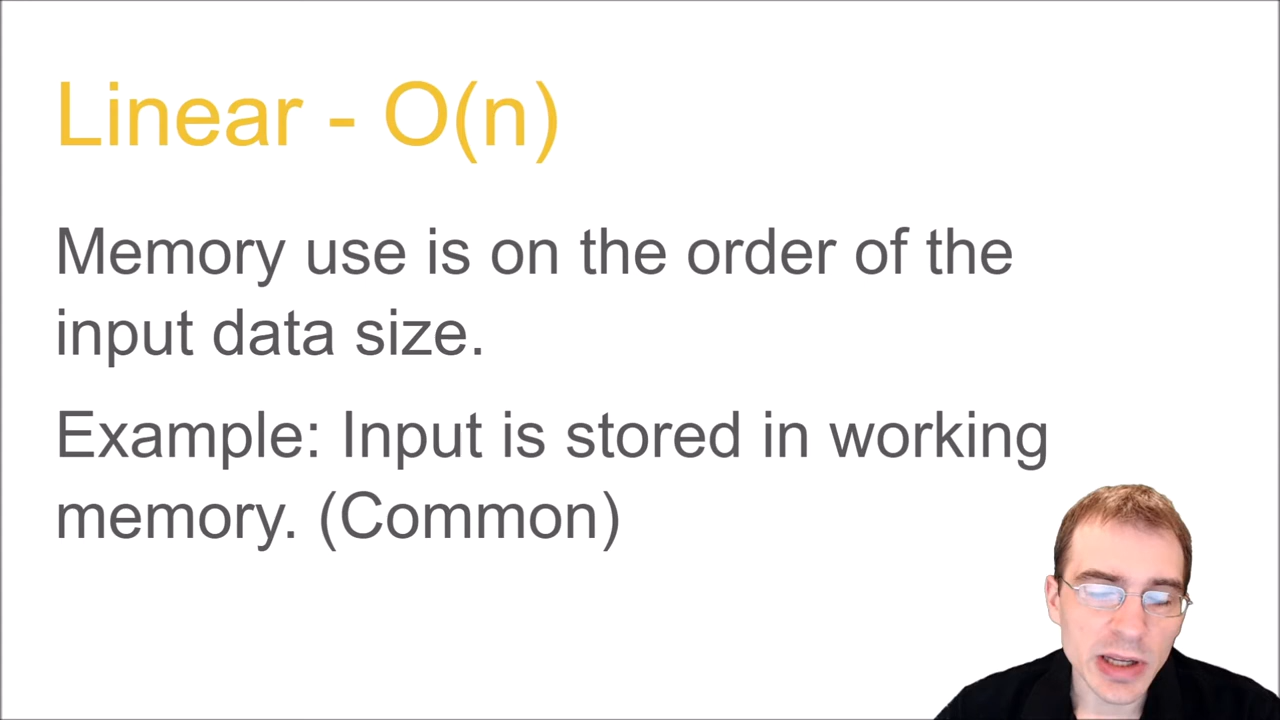 Linear - O(n)
Memory use is on the order of the
input data size.
Example: Input is stored in working
memory. (Common)